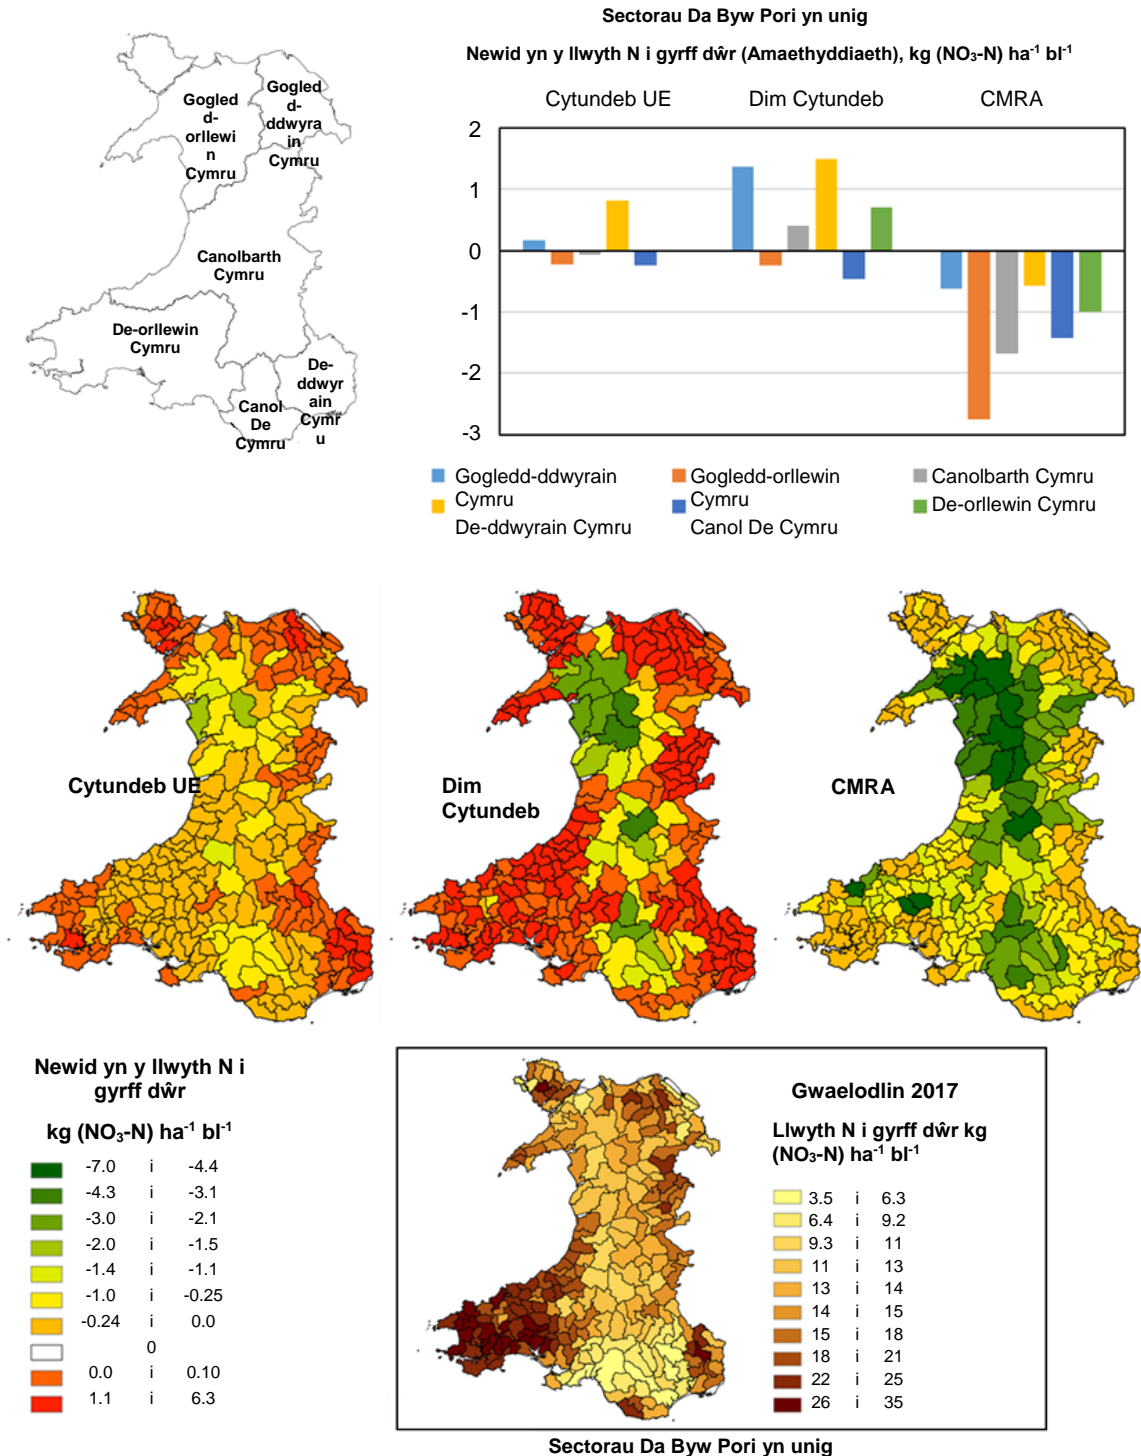 Sectorau Da Byw Pori yn unig
Newid yn y llwyth N i gyrff dŵr (Amaethyddiaeth), kg (NO₃-N) ha⁻¹ bl⁻¹
Gogled
d-
orllewi
n
Cymru
Gogled
d-
ddwyra
in
Cymru
Canolbarth
Cymru
De-orllewin
Cymru
De-
ddwyr
ain
Cymr
u
Canol
De
Cymru
Cytundeb UE
Dim Cytundeb
CMRA
2
1
0
-1
-2
-3
Gogledd-ddwyrain
Cymru
De-ddwyrain Cymru
Gogledd-orllewin
Cymru
Canol De Cymru
Canolbarth Cymru
De-orllewin Cymru
Cytundeb UE
Dim
Cytundeb
CMRA
Newid yn y llwyth N i
gyrff dŵr
kg (NO₃-N) ha⁻¹ bl⁻¹
-7.0 i -4.4
-4.3 i -3.1
-3.0 i -2.1
-2.0 i -1.5
-1.4 i -1.1
-1.0 i -0.25
-0.24 i 0.0
0
0.0 i 0.10
1.1 i 6.3
Gwaelodlin 2017
Llwyth N i gyrff dŵr kg
(NO₃-N) ha⁻¹ bl⁻¹
3.5 i 6.3
6.4 i 9.2
9.3 i 11
11 i 13
13 i 14
14 i 15
15 i 18
18 i 21
22 i 25
26 i 35
Sectorau Da Byw Pori yn unig